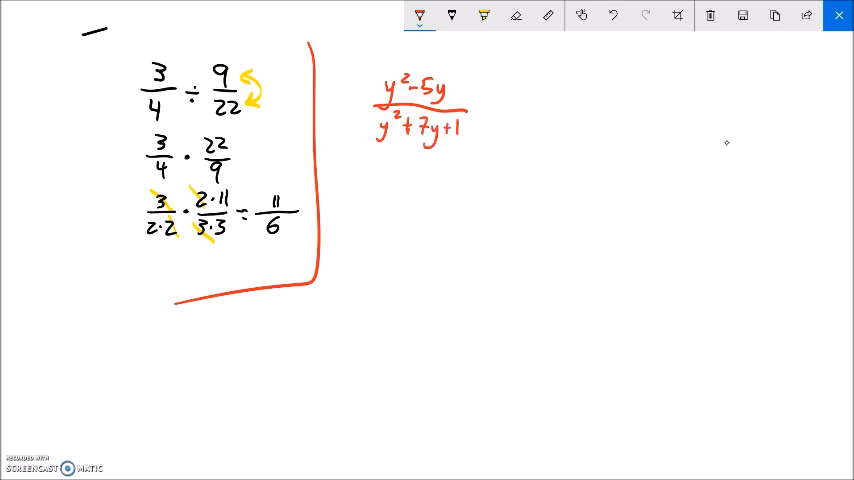 3/4 ÷ 9/22
3/4 · 22/9
3/2·2 · 2·11/3·3 = 11/6
y²-5y
y²+7y+1
RECORDED WITH
SCREENCAST MATIC